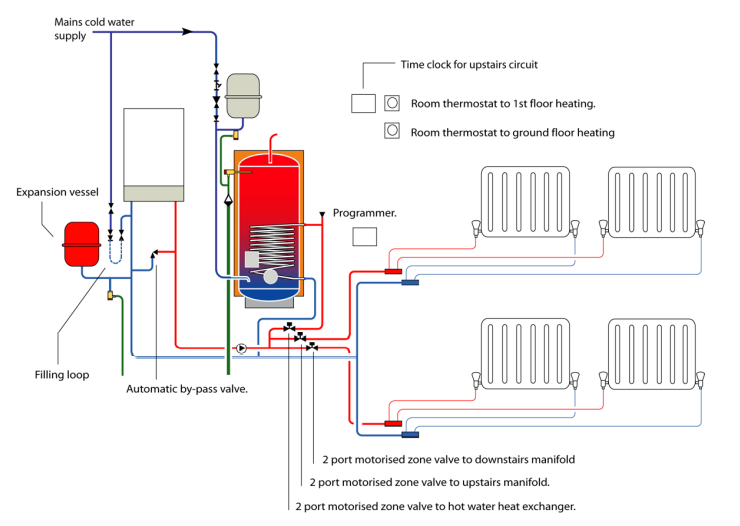 Mains cold water
supply
Time clock for upstairs circuit
Room thermostat to 1st floor heating.
Room thermostat to ground floor heating
Expansion vessel
Programmer.
Filling loop
Automatic by-pass valve.
2 port motorised zone valve to downstairs manifold
2 port motorised zone valve to upstairs manifold.
2 port motorised zone valve to hot water heat exchanger.